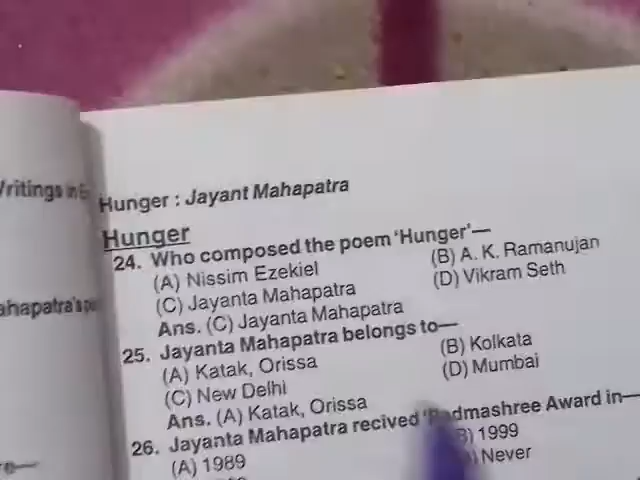 Writings in
Hunger : Jayant Mahapatra
Hunger
24. Who composed the poem 'Hunger'—
(A) Nissim Ezekiel (B) A. K. Ramanujan
(C) Jayanta Mahapatra (D) Vikram Seth
Ans. (C) Jayanta Mahapatra
ahapatra's
25. Jayanta Mahapatra belongs to—
(A) Katak, Orissa (B) Kolkata
(C) New Delhi (D) Mumbai
Ans. (A) Katak, Orissa
26. Jayanta Mahapatra recived 'Padmashree Award in—
(A) 1989 (B) 1999
Never